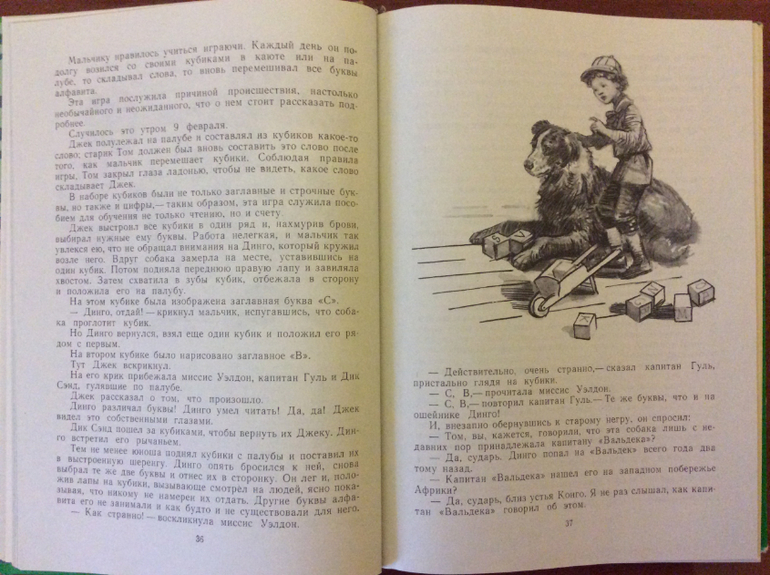 Мальчику нравилось учиться играючи. Каждый день он по-
долгу возился со своими кубиками в каюте или на па-
лубе, то складывал слова, то вновь перемешивал все буквы
алфавита.
Эта игра послужила причиной происшествия, настолько
необычайного и неожиданного, что о нем стоит рассказать под-
робнее.
Случилось это утром 9 февраля.
Джек полулежал на палубе и составлял из кубиков какое-то
слово; старик Том должен был вновь составить это слово после
того, как мальчик перемешает кубики. Соблюдая правила
игры, Том закрыл глаза ладонью, чтобы не видеть, какое слово
складывает Джек.
В наборе кубиков были не только заглавные и строчные бук-
вы, но также и цифры,— таким образом, эта игра служила посо-
бием для обучения не только чтению, но и счету.
Джек выстроил все кубики в один ряд и, нахмурив брови,
выбирал нужные ему буквы. Работа нелегкая, и мальчик так
увлекся ею, что не обращал внимания на Динго, который кружил
возле него. Вдруг собака замерла на месте, уставившись на
один кубик. Потом подняла переднюю правую лапу и завиляла
хвостом. Затем схватила в зубы кубик, отбежала в сторону
и положила его на палубу.
На этом кубике была изображена заглавная буква «С».
— Динго, отдай! — крикнул мальчик, испугавшись, что соба-
ка проглотит кубик.
Но Динго вернулся, взял еще один кубик и положил его ря-
дом с первым.
На втором кубике было нарисовано заглавное «В».
Тут Джек вскрикнул.
На его крик прибежала миссис Уэлдон, капитан Гуль и Дик
Сэнд, гулявшие по палубе.
Джек рассказал о том, что произошло.
Динго различал буквы! Динго умел читать! Да, да! Джек
видел это собственными глазами.
Дик Сэнд пошел за кубиками, чтобы вернуть их Джеку. Дин-
го встретил его рычаньем.
Тем не менее юноша поднял кубики с палубы и поставил их
в выстроенную шеренгу. Динго опять бросился к ней, снова
выбрал те же две буквы и отнес их в сторонку. Он лег и, поло-
жив лапы на кубики, вызывающе смотрел на людей, ясно пока-
зывая, что никому не намерен их отдать. Другие буквы алфа-
вита его не занимали и как будто и не существовали для него.
— Как странно! — воскликнула миссис Уэлдон.
36
S
V
— Действительно, очень странно,— сказал капитан Гуль,
пристально глядя на кубики.
— С, В,— прочитала миссис Уэлдон.
— С, В,— повторил капитан Гуль.— Те же буквы, что и на
ошейнике Динго!
И, внезапно обернувшись к старому негру, он спросил:
— Том, вы, кажется, говорили, что эта собака лишь с не-
давних пор принадлежала капитану «Вальдека»?
— Да, сударь. Динго попал на «Вальдек» всего года два
тому назад.
— Капитан «Вальдека» нашел его на западном побережье
Африки?
— Да, сударь, близ устья Конго. Я не раз слышал, как капи-
тан «Вальдека» говорил об этом.
37